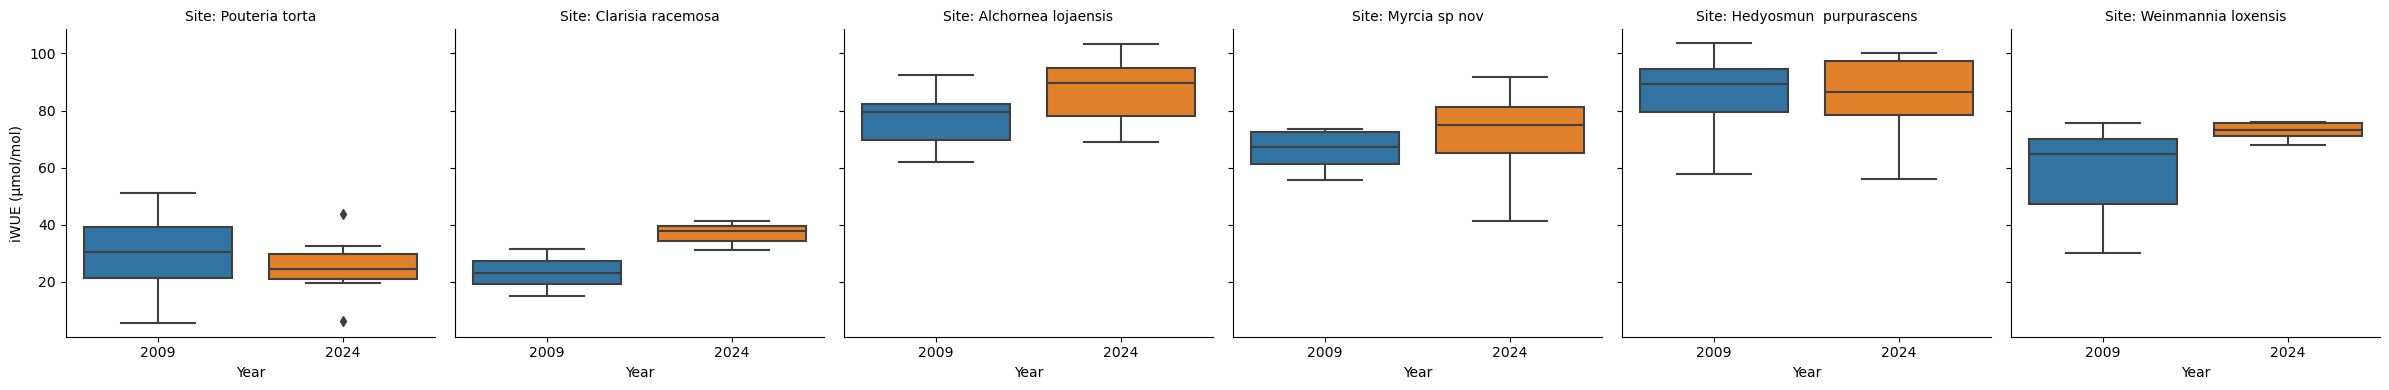 Site: Pouteria torta
Site: Clarisia racemosa
Site: Alchornea lojaensis
Site: Myrcia sp nov
Site: Hedyosmun  purpurascens
Site: Weinmannia loxensis
iWUE (μmol/mol)
100
80
60
40
20
2009 2024
2009 2024
2009 2024
2009 2024
2009 2024
2009 2024
Year
Year
Year
Year
Year
Year